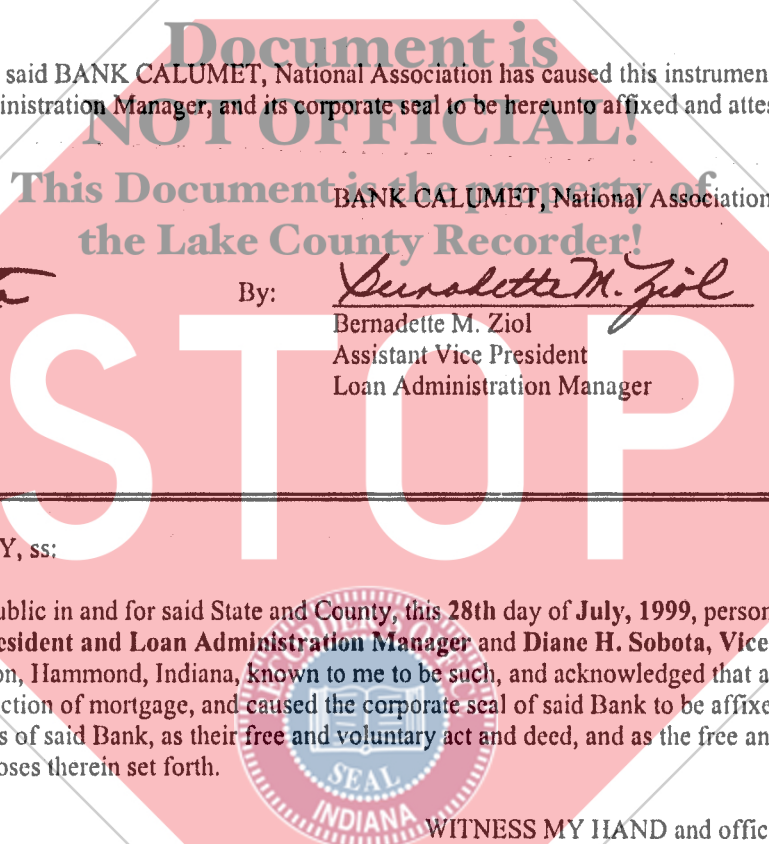 Document is
said BANK CALUMET, National Association has caused this instrumen
inistration Manager, and its corporate seal to be hereunto affixed and attes
NOT OFFICIAL!
This Document is the property of
BANK CALUMET, National Association
the Lake County Recorder!
By: Bernadette M. Ziol
Bernadette M. Ziol
Assistant Vice President
Loan Administration Manager
STOP
Y, ss:
ublic in and for said State and County, this 28th day of July, 1999, person
esident and Loan Administration Manager and Diane H. Sobota, Vice
on, Hammond, Indiana, known to me to be such, and acknowledged that a
ction of mortgage, and caused the corporate seal of said Bank to be affixe
s of said Bank, as their free and voluntary act and deed, and as the free an
oses therein set forth.
SEAL
INDIANA
WITNESS MY HAND and offic